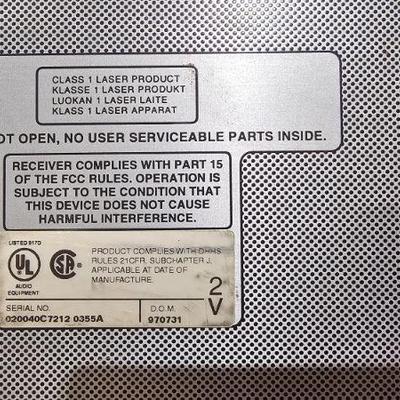 CLASS 1 LASER PRODUCT
KLASSE 1 LASER PRODUKT
LUOKAN 1 LASER LAITE
KLASS 1 LASER APPARAT
OT OPEN, NO USER SERVICEABLE PARTS INSIDE.
RECEIVER COMPLIES WITH PART 15
OF THE FCC RULES. OPERATION IS
SUBJECT TO THE CONDITION THAT
THIS DEVICE DOES NOT CAUSE
HARMFUL INTERFERENCE.
LISTED 917D
UL
SA
AUDIO
EQUIPMENT
PRODUCT COMPLIES WITH DHHS
RULES 21CFR, SUBCHAPTER J,
APPLICABLE AT DATE OF
MANUFACTURE.
2
V
SERIAL NO.
D.O.M.
020040C7212 0355A
970731